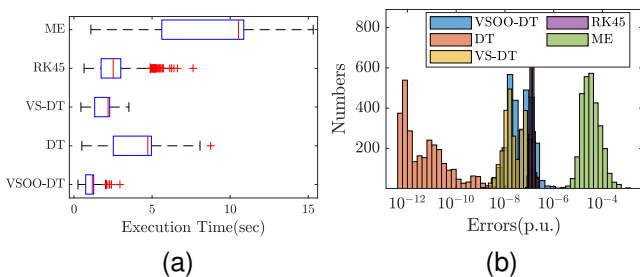 ME
RK45
VS-DT
DT
VSOO-DT
0 5 10 15
Execution Time(sec)
(a)
800
600
400
200
Numbers
VSOO-DT RK45
DT ME
VS-DT
10⁻¹² 10⁻¹⁰ 10⁻⁸ 10⁻⁶ 10⁻⁴
Errors(p.u.)
(b)